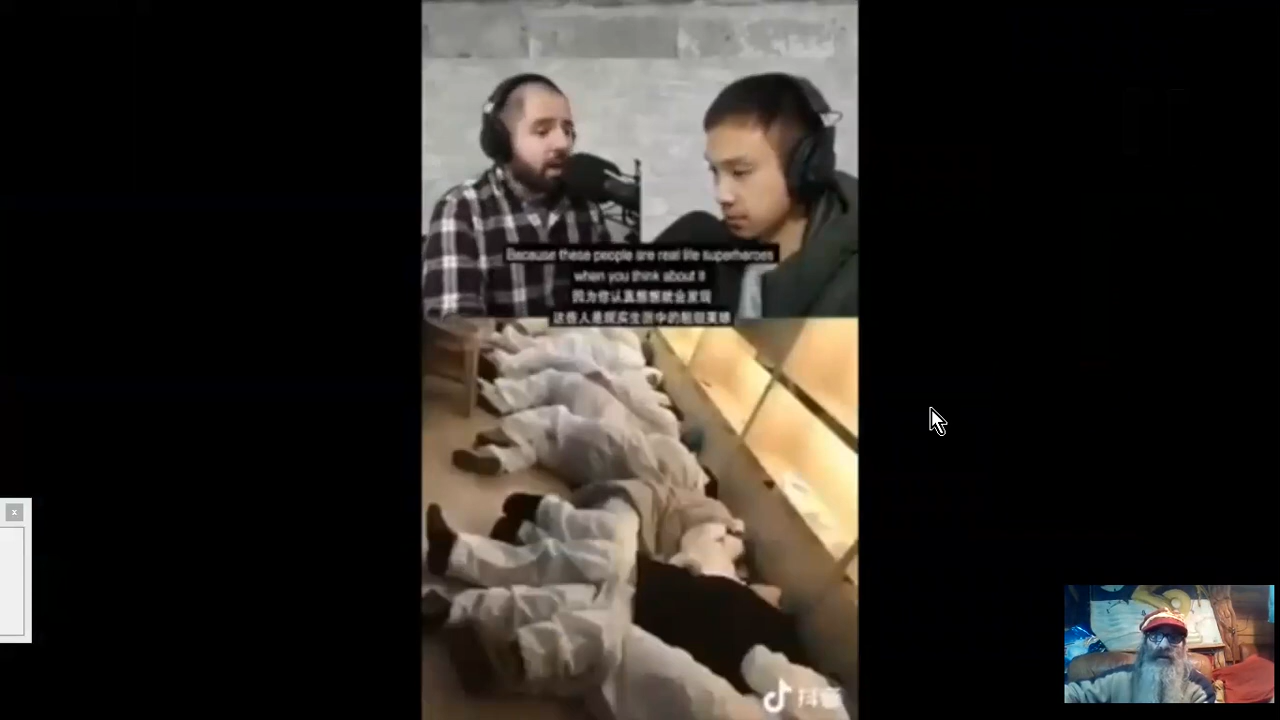 Because these people are real life superheroes
when you think about it
因为你认真想想就会发现
这些人是现实生活中的超级英雄
抖音